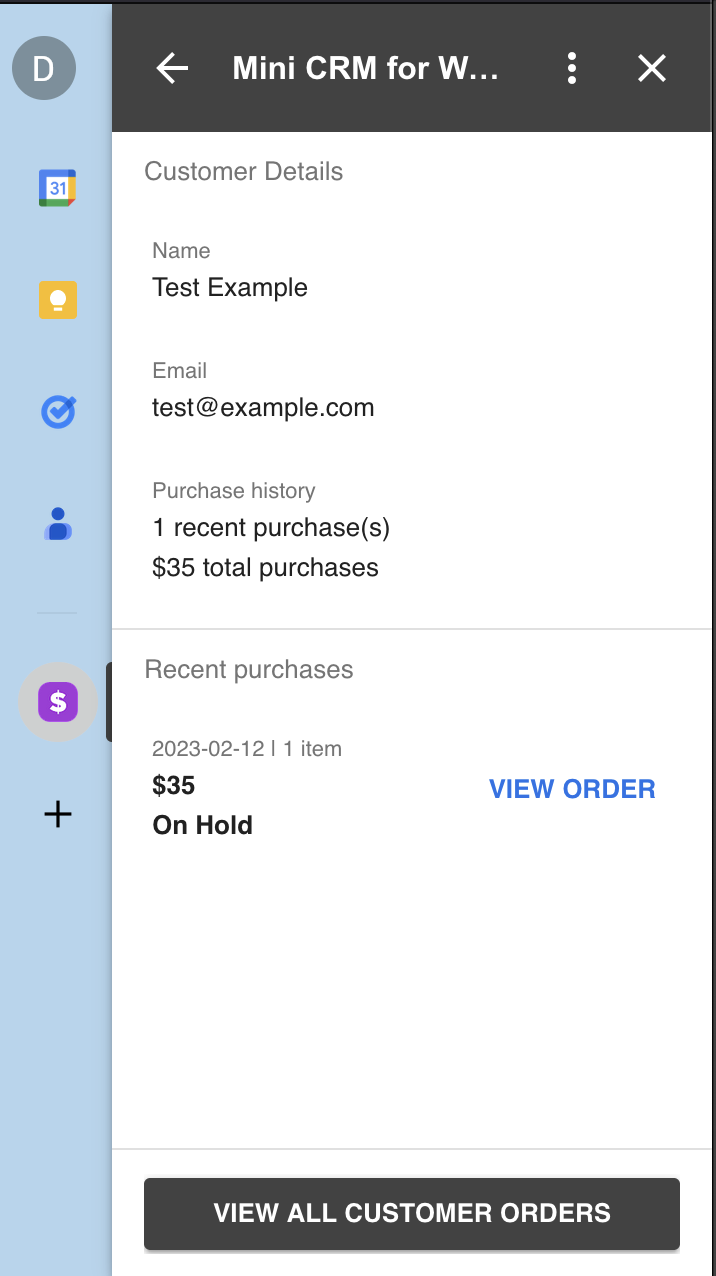 D
Mini CRM for W...
31
Customer Details
Name
Test Example
Email
test@example.com
Purchase history
1 recent purchase(s)
$35 total purchases
Recent purchases
$
2023-02-12 | 1 item
$35
VIEW ORDER
On Hold
VIEW ALL CUSTOMER ORDERS